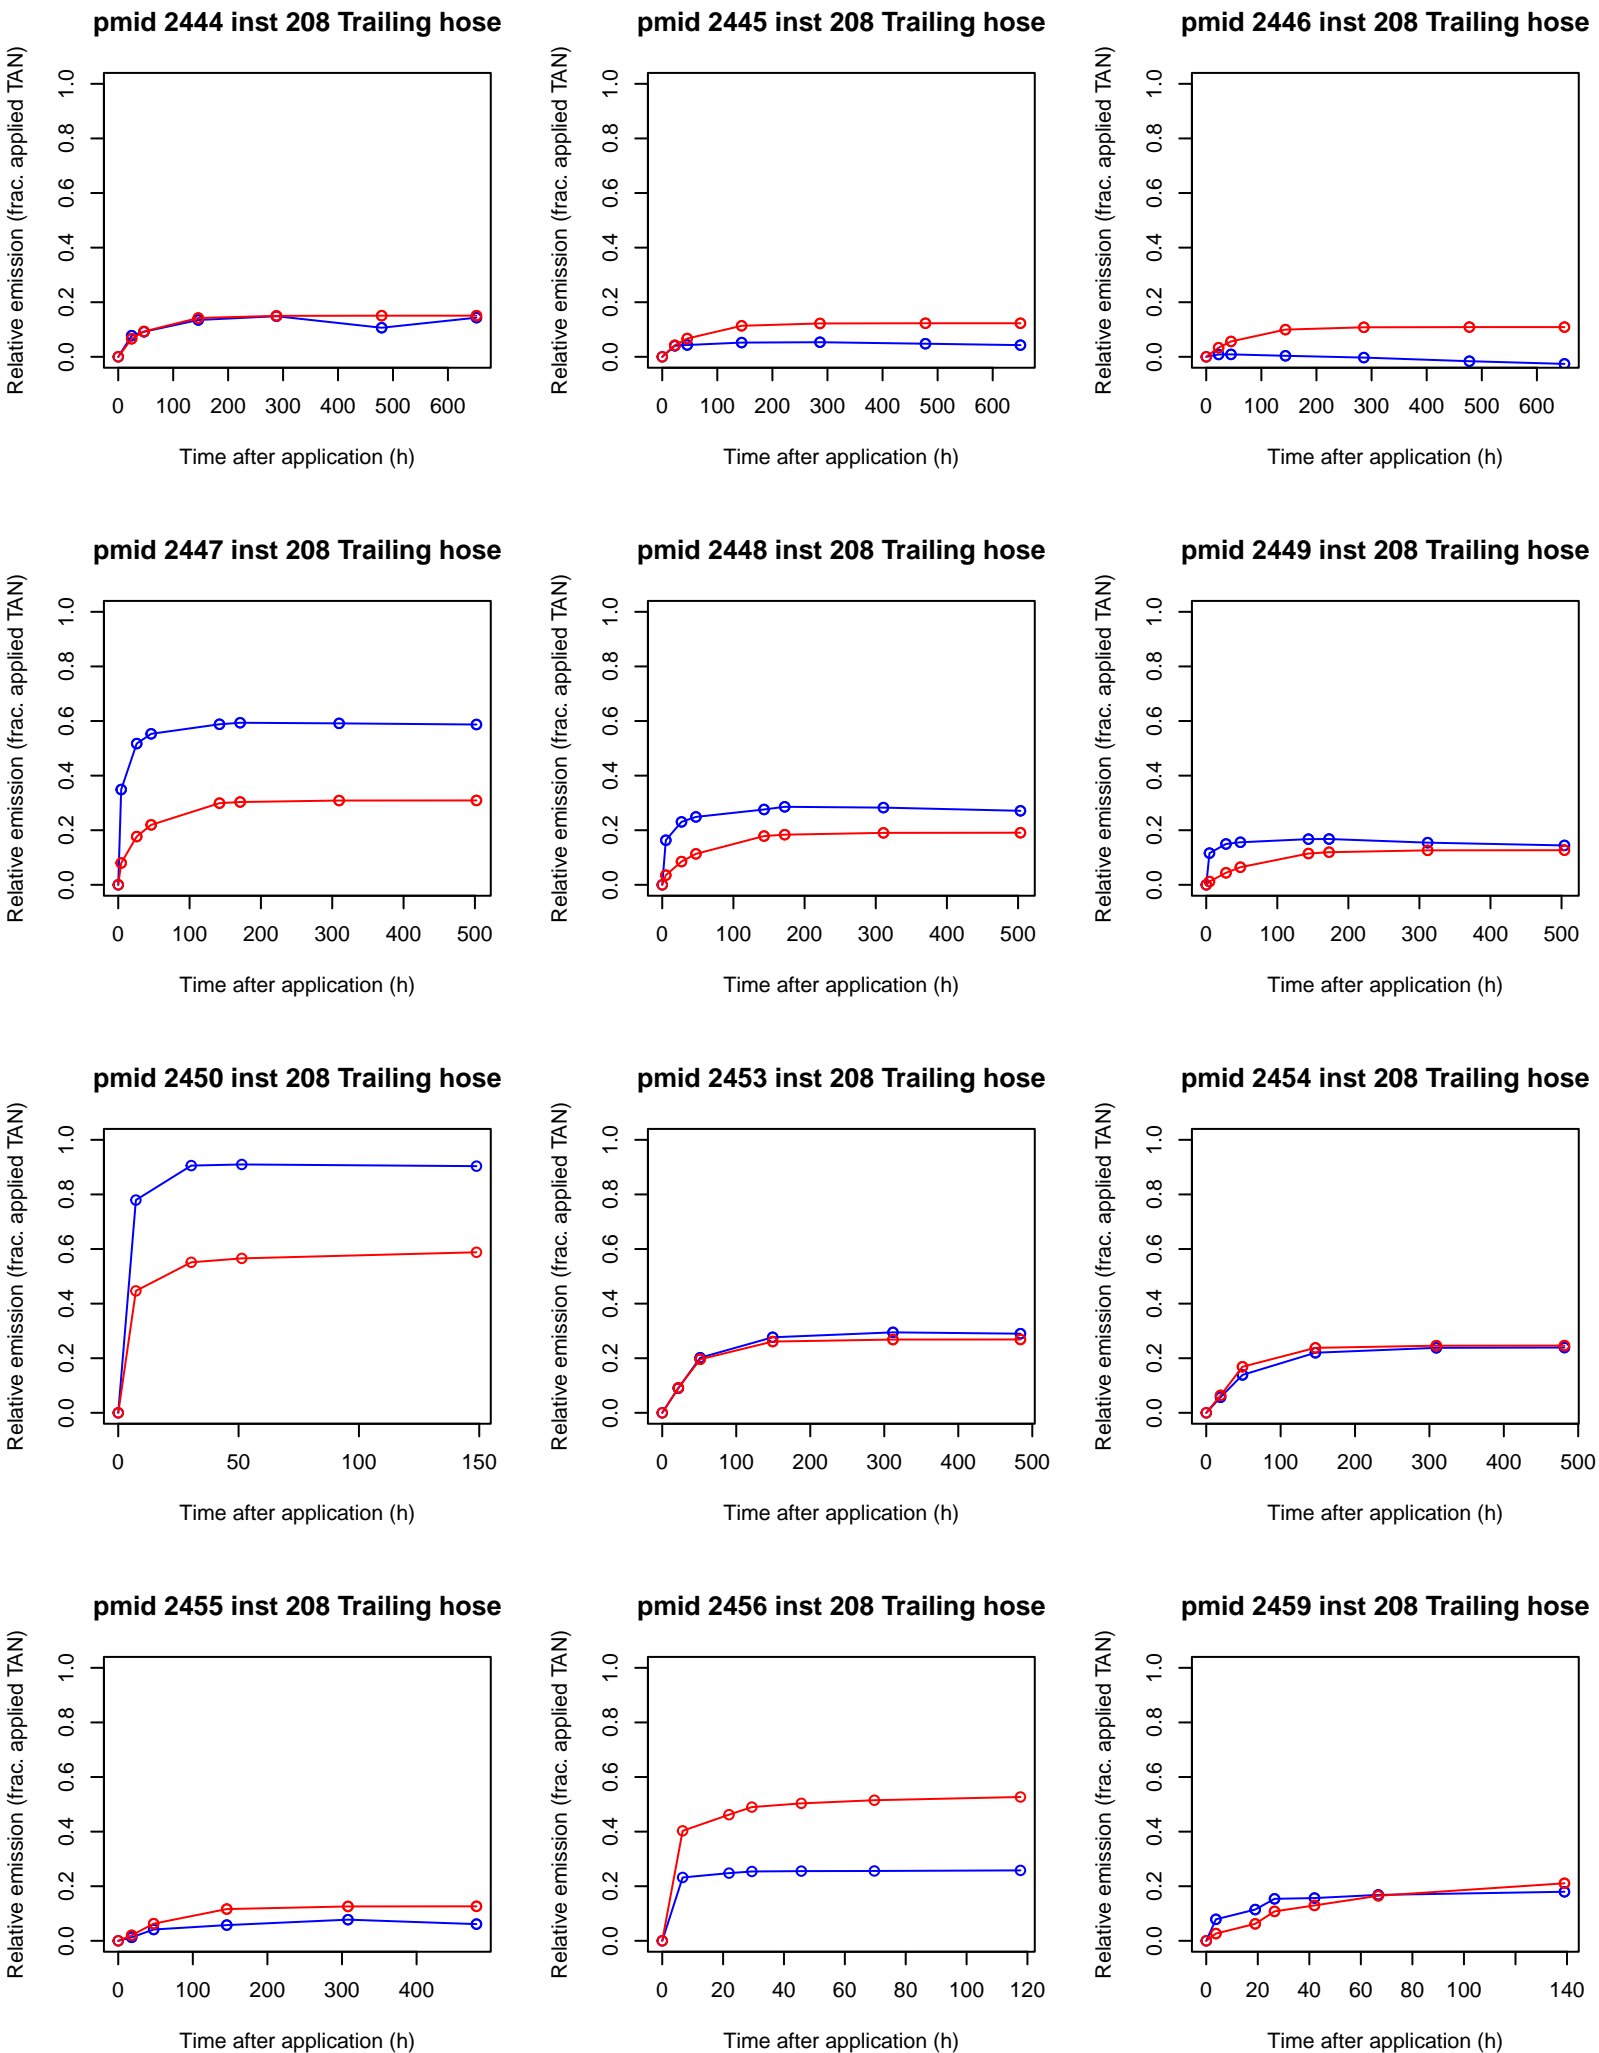 pmid 2444 inst 208 Trailing hose
Relative emission (frac. applied TAN)
0.0 0.2 0.4 0.6 0.8 1.0
0 100 200 300 400 500 600
Time after application (h)
pmid 2445 inst 208 Trailing hose
Relative emission (frac. applied TAN)
0.0 0.2 0.4 0.6 0.8 1.0
0 100 200 300 400 500 600
Time after application (h)
pmid 2446 inst 208 Trailing hose
Relative emission (frac. applied TAN)
0.0 0.2 0.4 0.6 0.8 1.0
0 100 200 300 400 500 600
Time after application (h)
pmid 2447 inst 208 Trailing hose
Relative emission (frac. applied TAN)
0.0 0.2 0.4 0.6 0.8 1.0
0 100 200 300 400 500
Time after application (h)
pmid 2448 inst 208 Trailing hose
Relative emission (frac. applied TAN)
0.0 0.2 0.4 0.6 0.8 1.0
0 100 200 300 400 500
Time after application (h)
pmid 2449 inst 208 Trailing hose
Relative emission (frac. applied TAN)
0.0 0.2 0.4 0.6 0.8 1.0
0 100 200 300 400 500
Time after application (h)
pmid 2450 inst 208 Trailing hose
Relative emission (frac. applied TAN)
0.0 0.2 0.4 0.6 0.8 1.0
0 50 100 150
Time after application (h)
pmid 2453 inst 208 Trailing hose
Relative emission (frac. applied TAN)
0.0 0.2 0.4 0.6 0.8 1.0
0 100 200 300 400 500
Time after application (h)
pmid 2454 inst 208 Trailing hose
Relative emission (frac. applied TAN)
0.0 0.2 0.4 0.6 0.8 1.0
0 100 200 300 400 500
Time after application (h)
pmid 2455 inst 208 Trailing hose
Relative emission (frac. applied TAN)
0.0 0.2 0.4 0.6 0.8 1.0
0 100 200 300 400
Time after application (h)
pmid 2456 inst 208 Trailing hose
Relative emission (frac. applied TAN)
0.0 0.2 0.4 0.6 0.8 1.0
0 20 40 60 80 100 120
Time after application (h)
pmid 2459 inst 208 Trailing hose
Relative emission (frac. applied TAN)
0.0 0.2 0.4 0.6 0.8 1.0
0 20 40 60 80 100 140
Time after application (h)